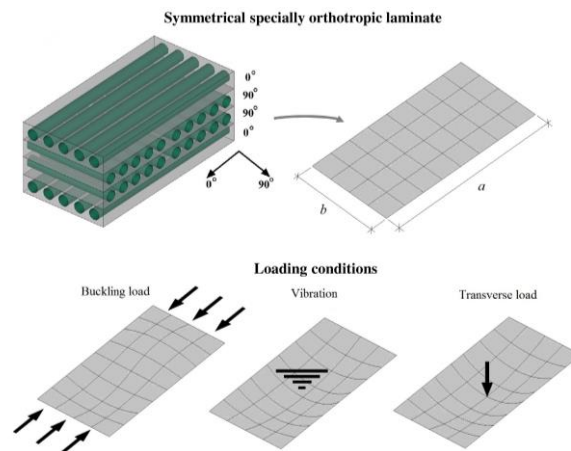 Symmetrical specially orthotropic laminate
0°
90°
90°
0°
0°
90°
b
a
Loading conditions
Buckling load
Vibration
Transverse load